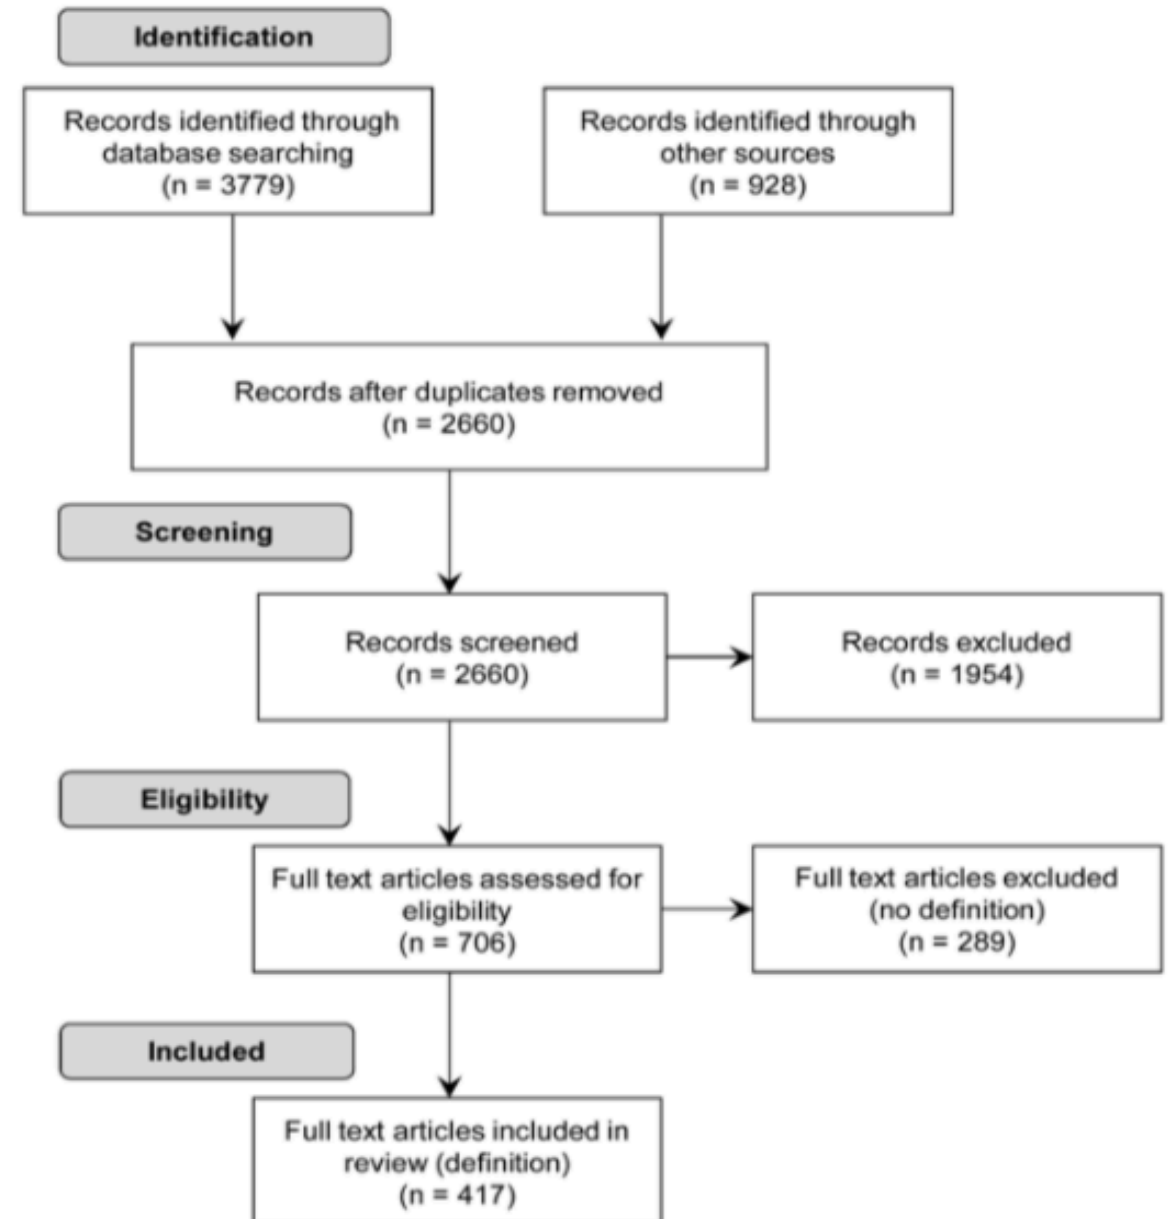 Identification
Records identified through
database searching
(n = 3779)
Records identified through
other sources
(n = 928)
Records after duplicates removed
(n = 2660)
Screening
Records screened
(n = 2660)
Records excluded
(n = 1954)
Eligibility
Full text articles assessed for
eligibility
(n = 706)
Full text articles excluded
(no definition)
(n = 289)
Included
Full text articles included in
review (definition)
(n = 417)